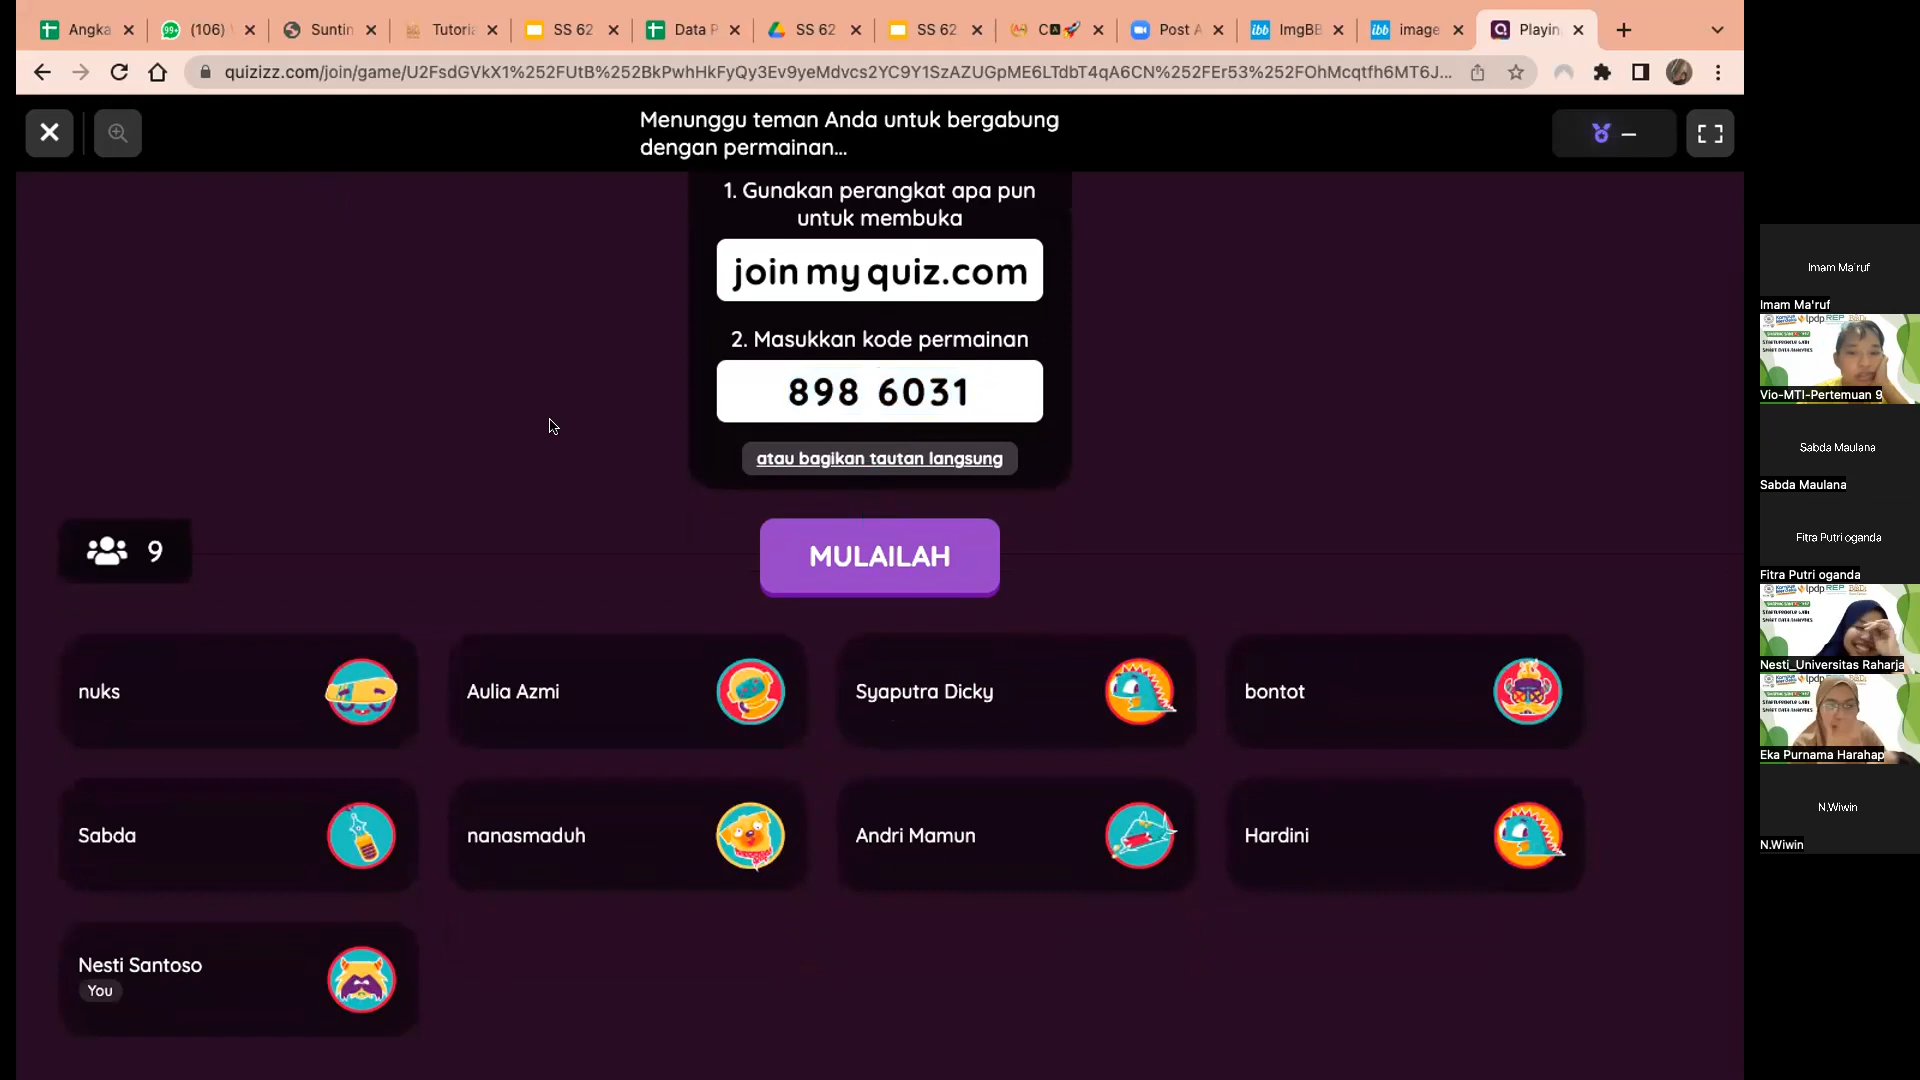 Angka
(106)
Suntin
Tutoria
SS 62
Data P
SS 62
SS 62
Post A
ImgBB
image
Playin
quizizz.com/join/game/U2FsdGVkX1%252FUtB%252BkPwhHkFyQy3Ev9yeMdvcs2YC9Y1SzAZUGpME6LTdbT4qA6CN%252FEr53%252FOhMcqtfh6MT6J...
Menunggu teman Anda untuk bergabung
dengan permainan...
1. Gunakan perangkat apa pun
untuk membuka
joinmyquiz.com
2. Masukkan kode permainan
898 6031
atau bagikan tautan langsung
9
MULAILAH
nuks
Aulia Azmi
Syaputra Dicky
bontot
Sabda
nanasmaduh
Andri Mamun
Hardini
Nesti Santoso
You
Imam Ma'ruf
Imam Ma'ruf
Vio-MTI-Pertemuan 9
Sabda Maulana
Sabda Maulana
Fitra Putri oganda
Fitra Putri oganda
Nesti_Universitas Raharja
Eka Purnama Harahap
N.Wiwin
N.Wiwin